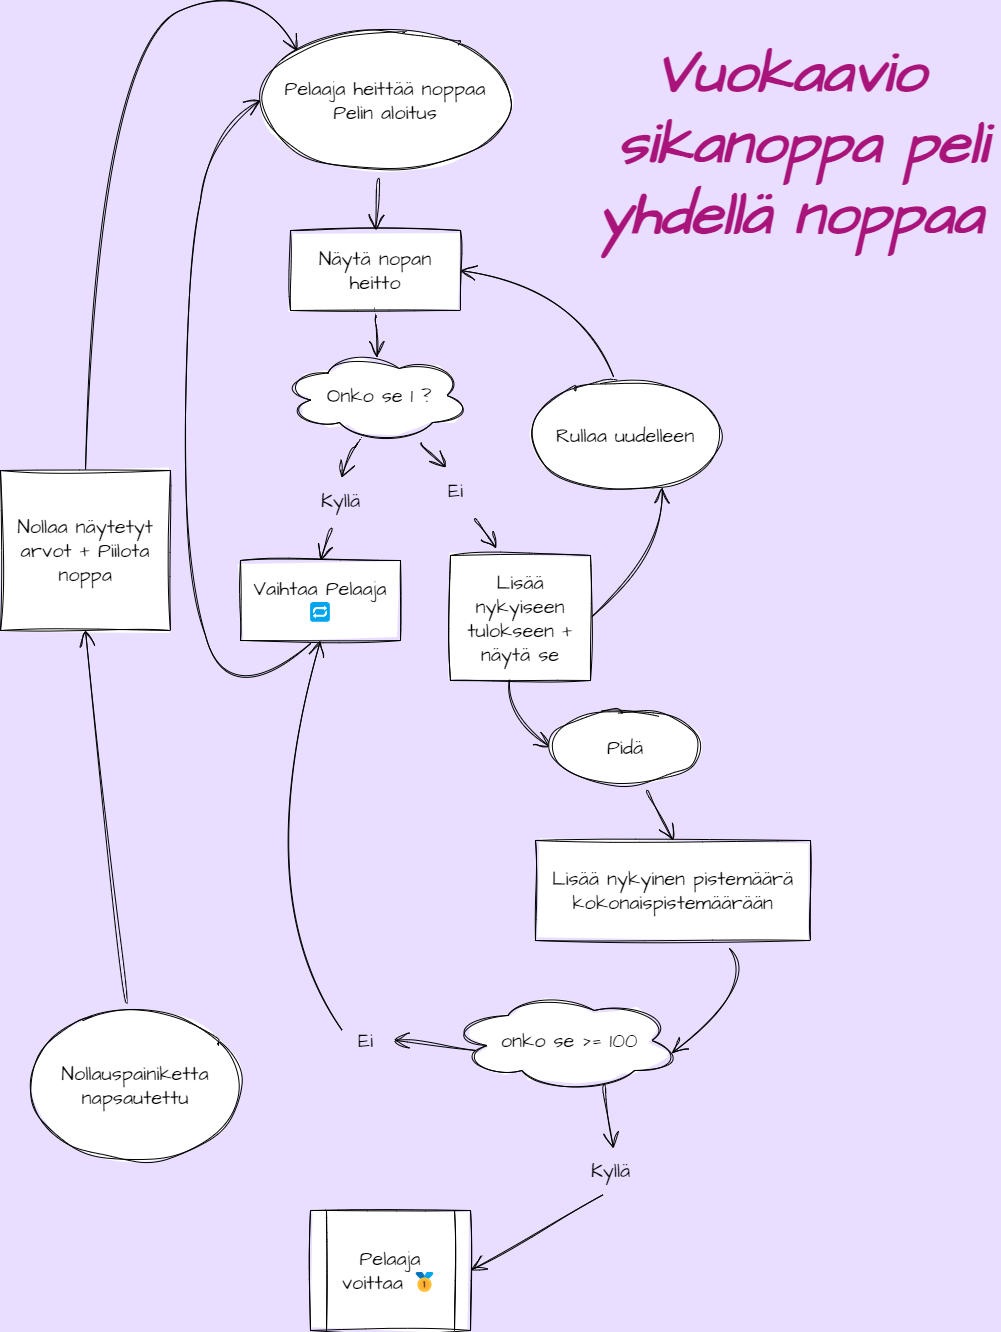 Vuokaavio
sikanoppa peli
yhdellä noppaa
Pelaaja heittää noppaa
Pelin aloitus
Näytä nopan
heitto
Onko se 1 ?
Rullaa uudelleen
Kyllä
Ei
Nollaa näytetyt
arvot + Piilota
noppa
Vaihtaa Pelaaja
Lisää
nykyiseen
tulokseen +
näytä se
Pidä
Lisää nykyinen pistemäärä
kokonaispistemäärään
onko se >= 100
Ei
Nollauspainiketta
napsautettu
Kyllä
Pelaaja
voittaa